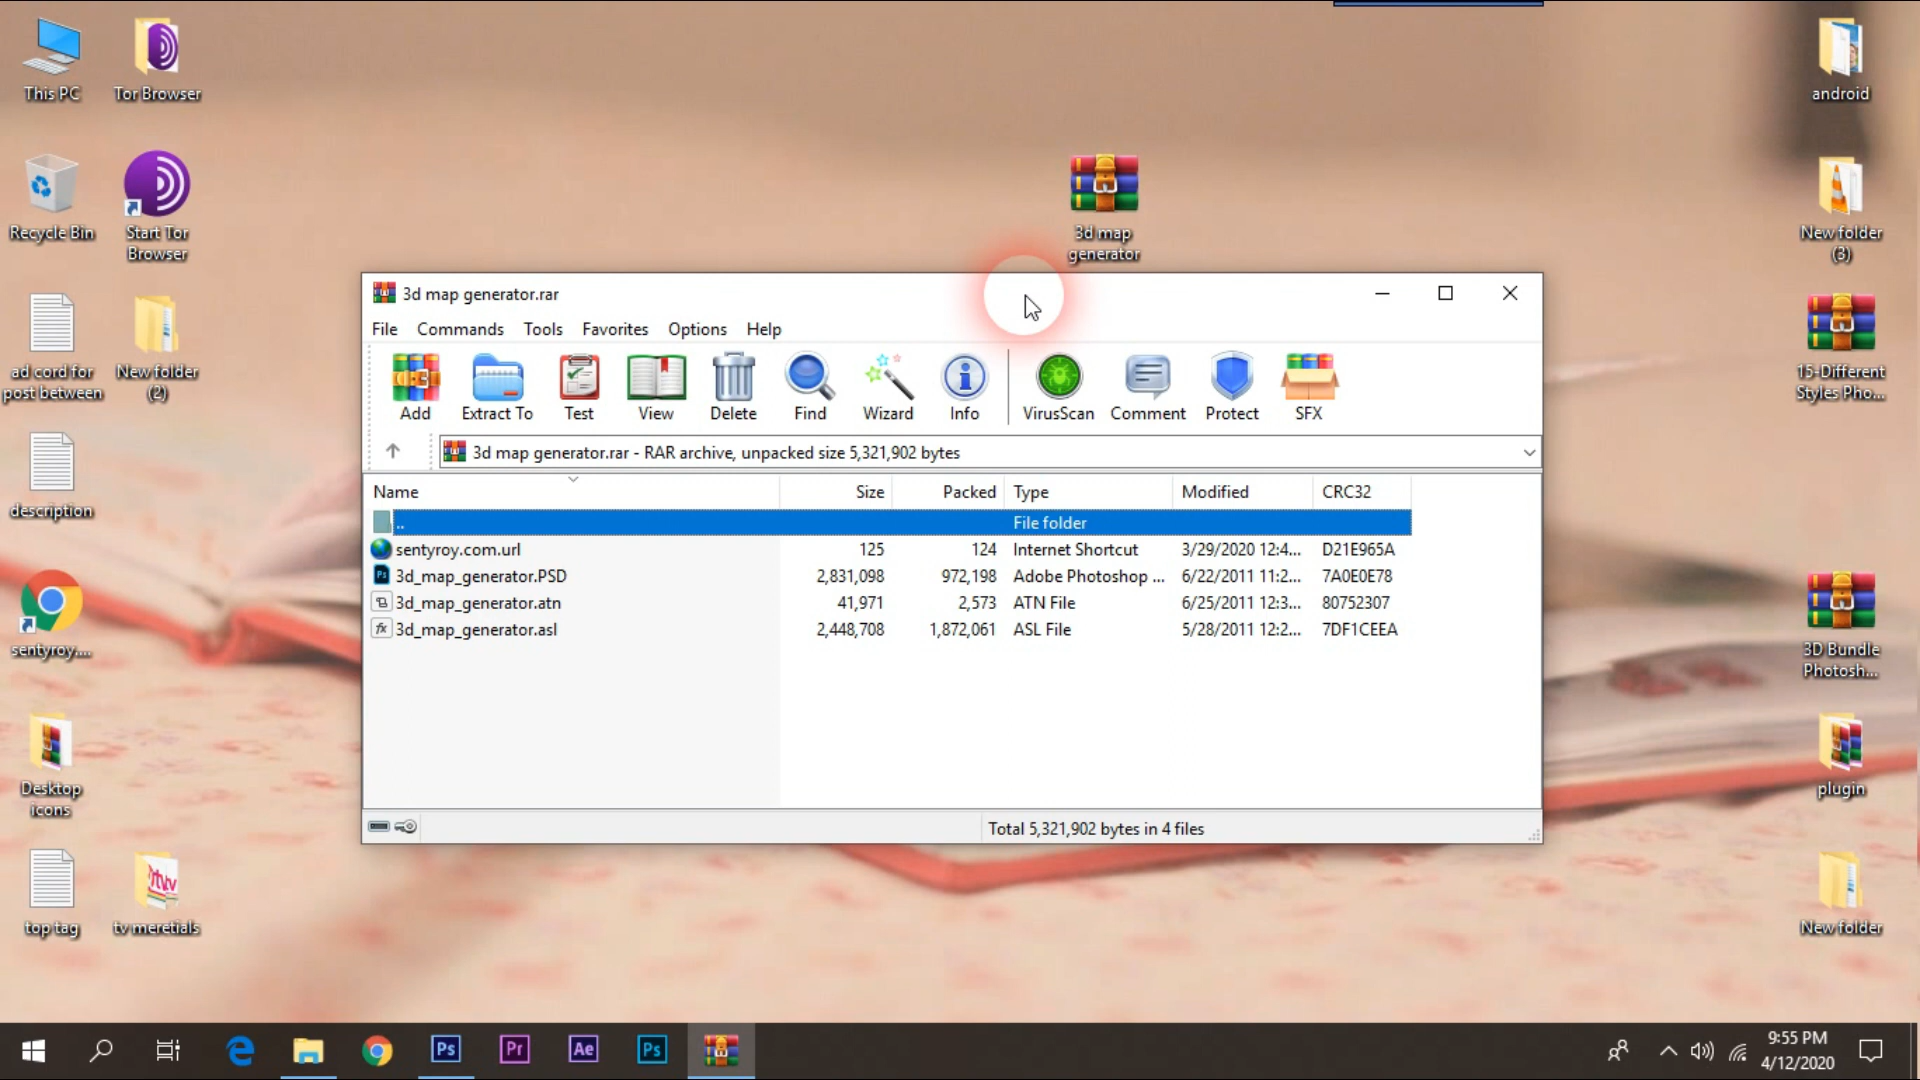 This PC
Tor Browser
Recycle Bin
Start Tor
Browser
ad cord for
post between
New folder
(2)
description
sentyroy....
Desktop
icons
top tag
tv meretials
3d map
generator
android
New folder
(3)
15-Different
Styles Pho...
3D Bundle
Photosh...
plugin
New folder
3d map generator.rar
File Commands Tools Favorites Options Help
Add Extract To Test View Delete Find Wizard Info VirusScan Comment Protect SFX
3d map generator.rar - RAR archive, unpacked size 5,321,902 bytes
Name Size Packed Type Modified CRC32
.. File folder
sentyroy.com.url 125 124 Internet Shortcut 3/29/2020 12:4... D21E965A
3d_map_generator.PSD 2,831,098 972,198 Adobe Photoshop ... 6/22/2011 11:2... 7A0E0E78
3d_map_generator.atn 41,971 2,573 ATN File 6/25/2011 12:3... 80752307
3d_map_generator.asl 2,448,708 1,872,061 ASL File 5/28/2011 12:2... 7DF1CEEA
Total 5,321,902 bytes in 4 files
Ps Pr Ae Ps
9:55 PM
4/12/2020